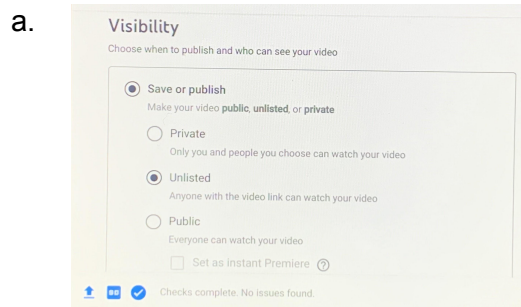 a.
Visibility
Choose when to publish and who can see your video
Save or publish
Make your video public, unlisted, or private
Private
Only you and people you choose can watch your video
Unlisted
Anyone with the video link can watch your video
Public
Everyone can watch your video
Set as instant Premiere ?
Checks complete. No issues found.